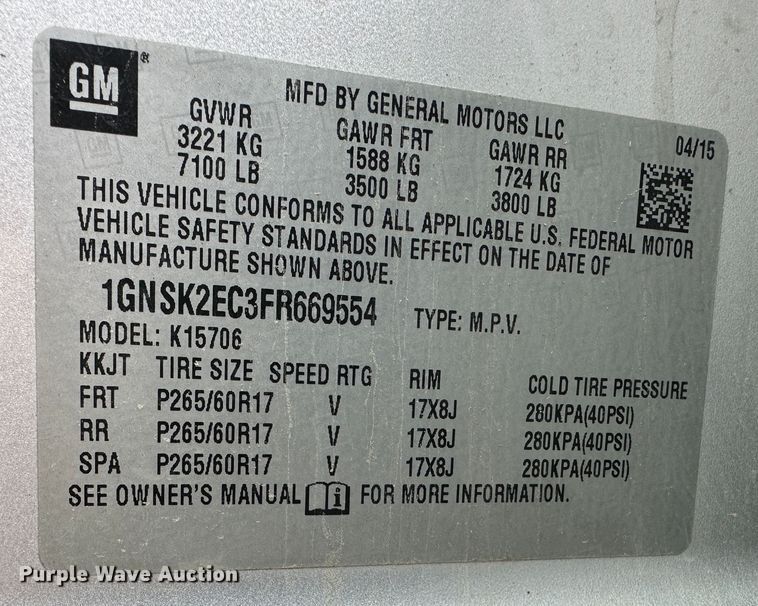 GM ®
MFD BY GENERAL MOTORS LLC
04/15
GVWR GAWR FRT GAWR RR
3221 KG 1588 KG 1724 KG
7100 LB 3500 LB 3800 LB
THIS VEHICLE CONFORMS TO ALL APPLICABLE U.S. FEDERAL MOTOR
VEHICLE SAFETY STANDARDS IN EFFECT ON THE DATE OF
MANUFACTURE SHOWN ABOVE.
1GNSK2EC3FR669554 TYPE: M.P.V.
MODEL: K15706
KKJT TIRE SIZE SPEED RTG RIM COLD TIRE PRESSURE
FRT P265/60R17 V 17X8J 280KPA(40PSI)
RR P265/60R17 V 17X8J 280KPA(40PSI)
SPA P265/60R17 V 17X8J 280KPA(40PSI)
SEE OWNER'S MANUAL i FOR MORE INFORMATION.
Purple Wave Auction